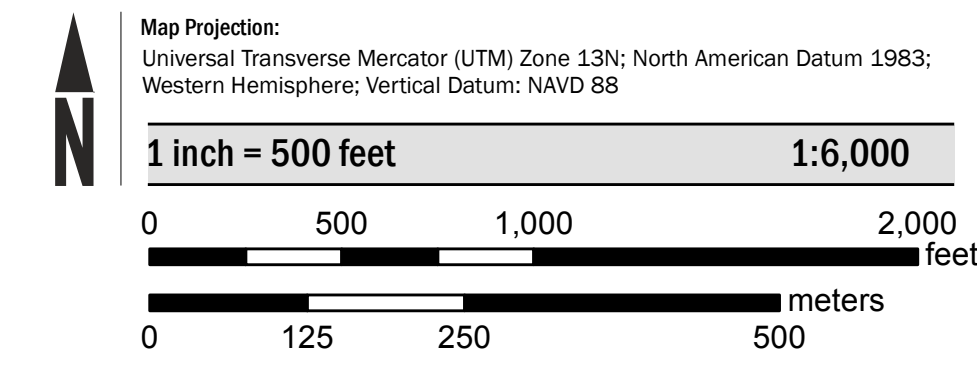 N
Map Projection:
Universal Transverse Mercator (UTM) Zone 13N; North American Datum 1983;
Western Hemisphere; Vertical Datum: NAVD 88
1 inch = 500 feet 1:6,000
0 500 1,000 2,000
feet
meters
0 125 250 500